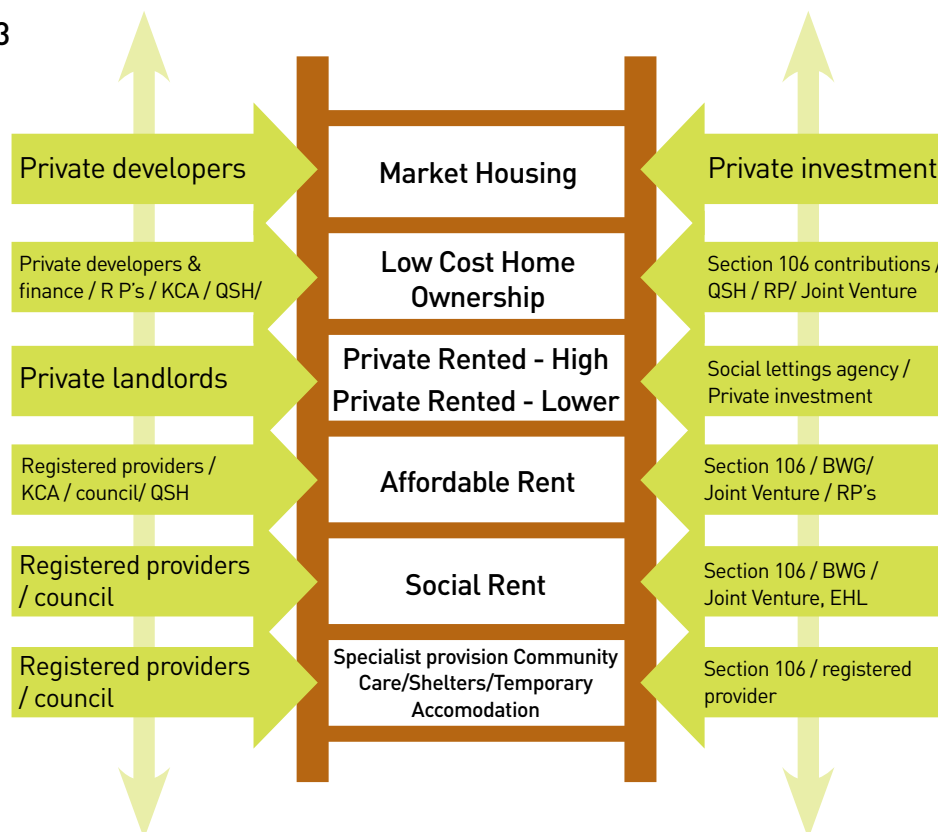 3
Private developers
Market Housing
Private investment
Private developers &
finance / R P's / KCA / QSH/
Low Cost Home
Ownership
Section 106 contributions /
QSH / RP/ Joint Venture
Private landlords
Private Rented - High
Private Rented - Lower
Social lettings agency /
Private investment
Registered providers /
KCA / council/ QSH
Affordable Rent
Section 106 / BWG/
Joint Venture / RP's
Registered providers
/ council
Social Rent
Section 106 / BWG /
Joint Venture, EHL
Registered providers
/ council
Specialist provision Community
Care/Shelters/Temporary
Accomodation
Section 106 / registered
provider